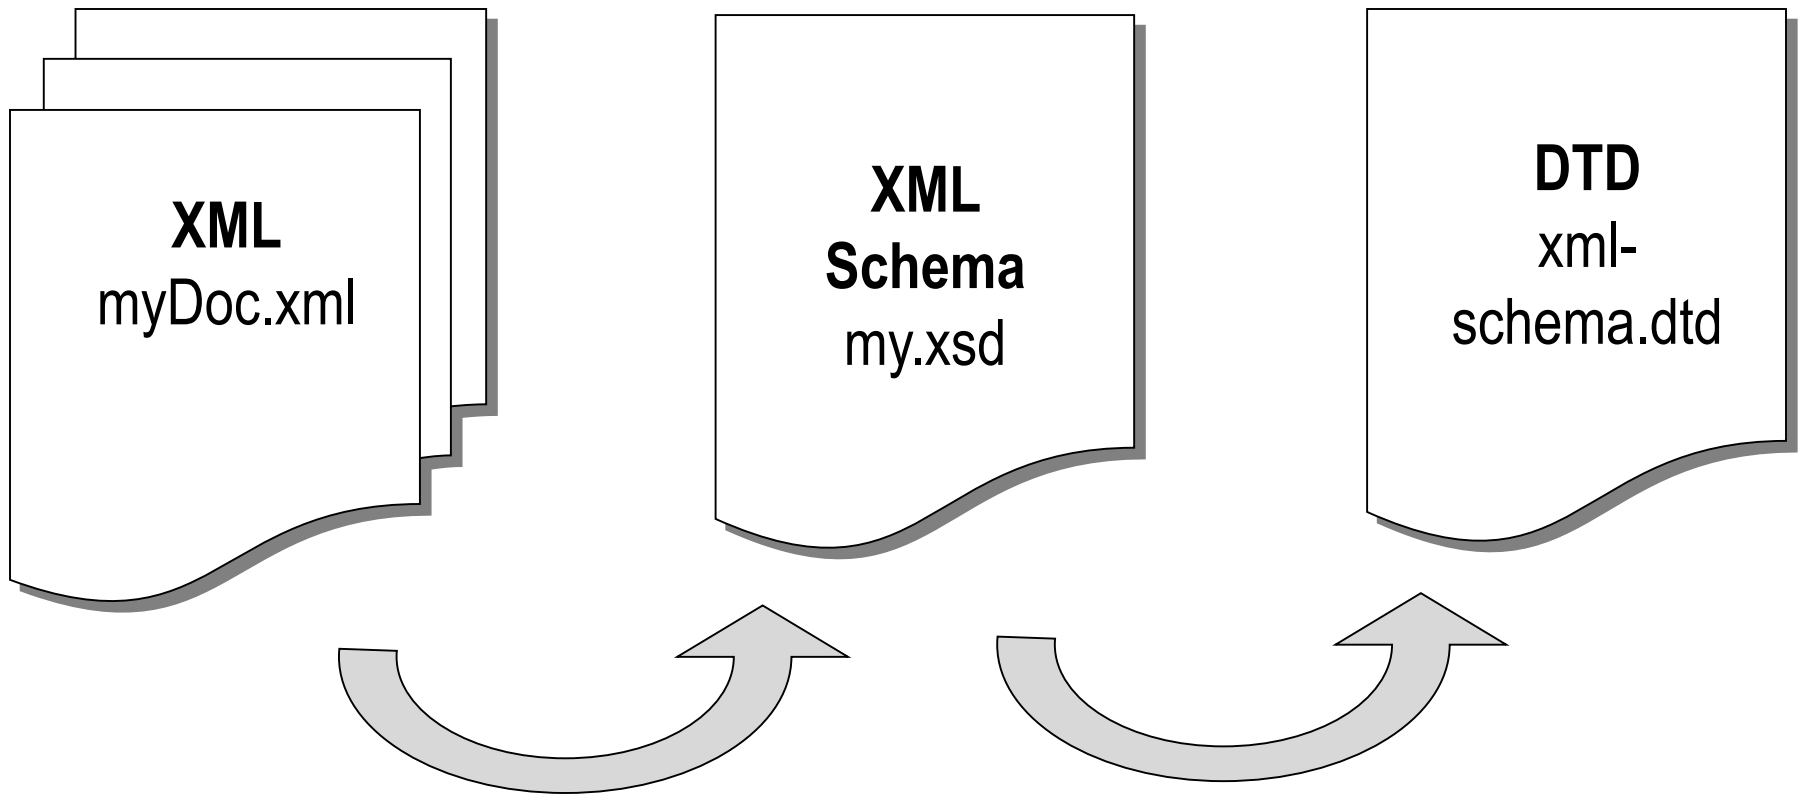 XML
myDoc.xml
XML
Schema
my.xsd
DTD
xml-
schema.dtd